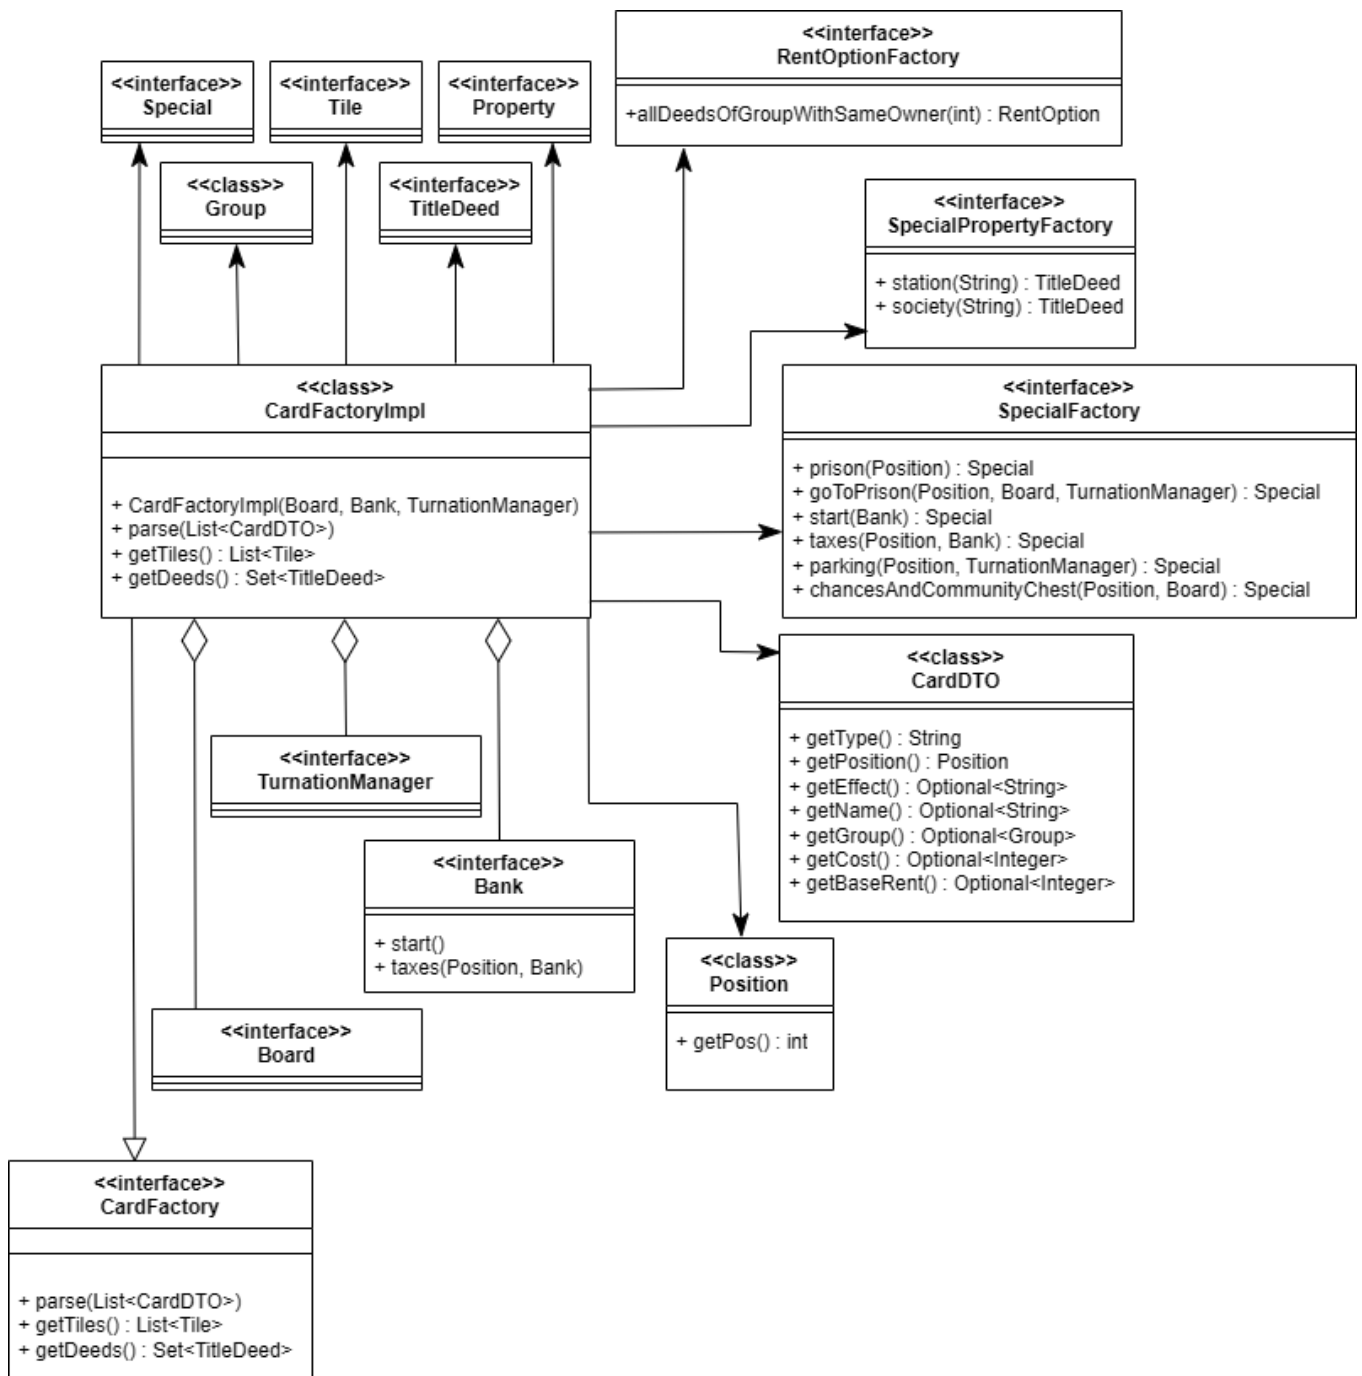 <<interface>>
RentOptionFactory
+allDeedsOfGroupWithSameOwner(int) : RentOption
<<interface>>
Special
<<interface>>
Tile
<<interface>>
Property
<<class>>
Group
<<interface>>
TitleDeed
<<interface>>
SpecialPropertyFactory
+ station(String) : TitleDeed
+ society(String) : TitleDeed
<<class>>
CardFactoryImpl
+ CardFactoryImpl(Board, Bank, TurnationManager)
+ parse(List<CardDTO>)
+ getTiles() : List<Tile>
+ getDeeds() : Set<TitleDeed>
<<interface>>
SpecialFactory
+ prison(Position) : Special
+ goToPrison(Position, Board, TurnationManager) : Special
+ start(Bank) : Special
+ taxes(Position, Bank) : Special
+ parking(Position, TurnationManager) : Special
+ chancesAndCommunityChest(Position, Board) : Special
<<class>>
CardDTO
+ getType() : String
+ getPosition() : Position
+ getEffect() : Optional<String>
+ getName() : Optional<String>
+ getGroup() : Optional<Group>
+ getCost() : Optional<Integer>
+ getBaseRent() : Optional<Integer>
<<interface>>
TurnationManager
<<interface>>
Bank
+ start()
+ taxes(Position, Bank)
<<class>>
Position
+ getPos() : int
<<interface>>
Board
<<interface>>
CardFactory
+ parse(List<CardDTO>)
+ getTiles() : List<Tile>
+ getDeeds() : Set<TitleDeed>